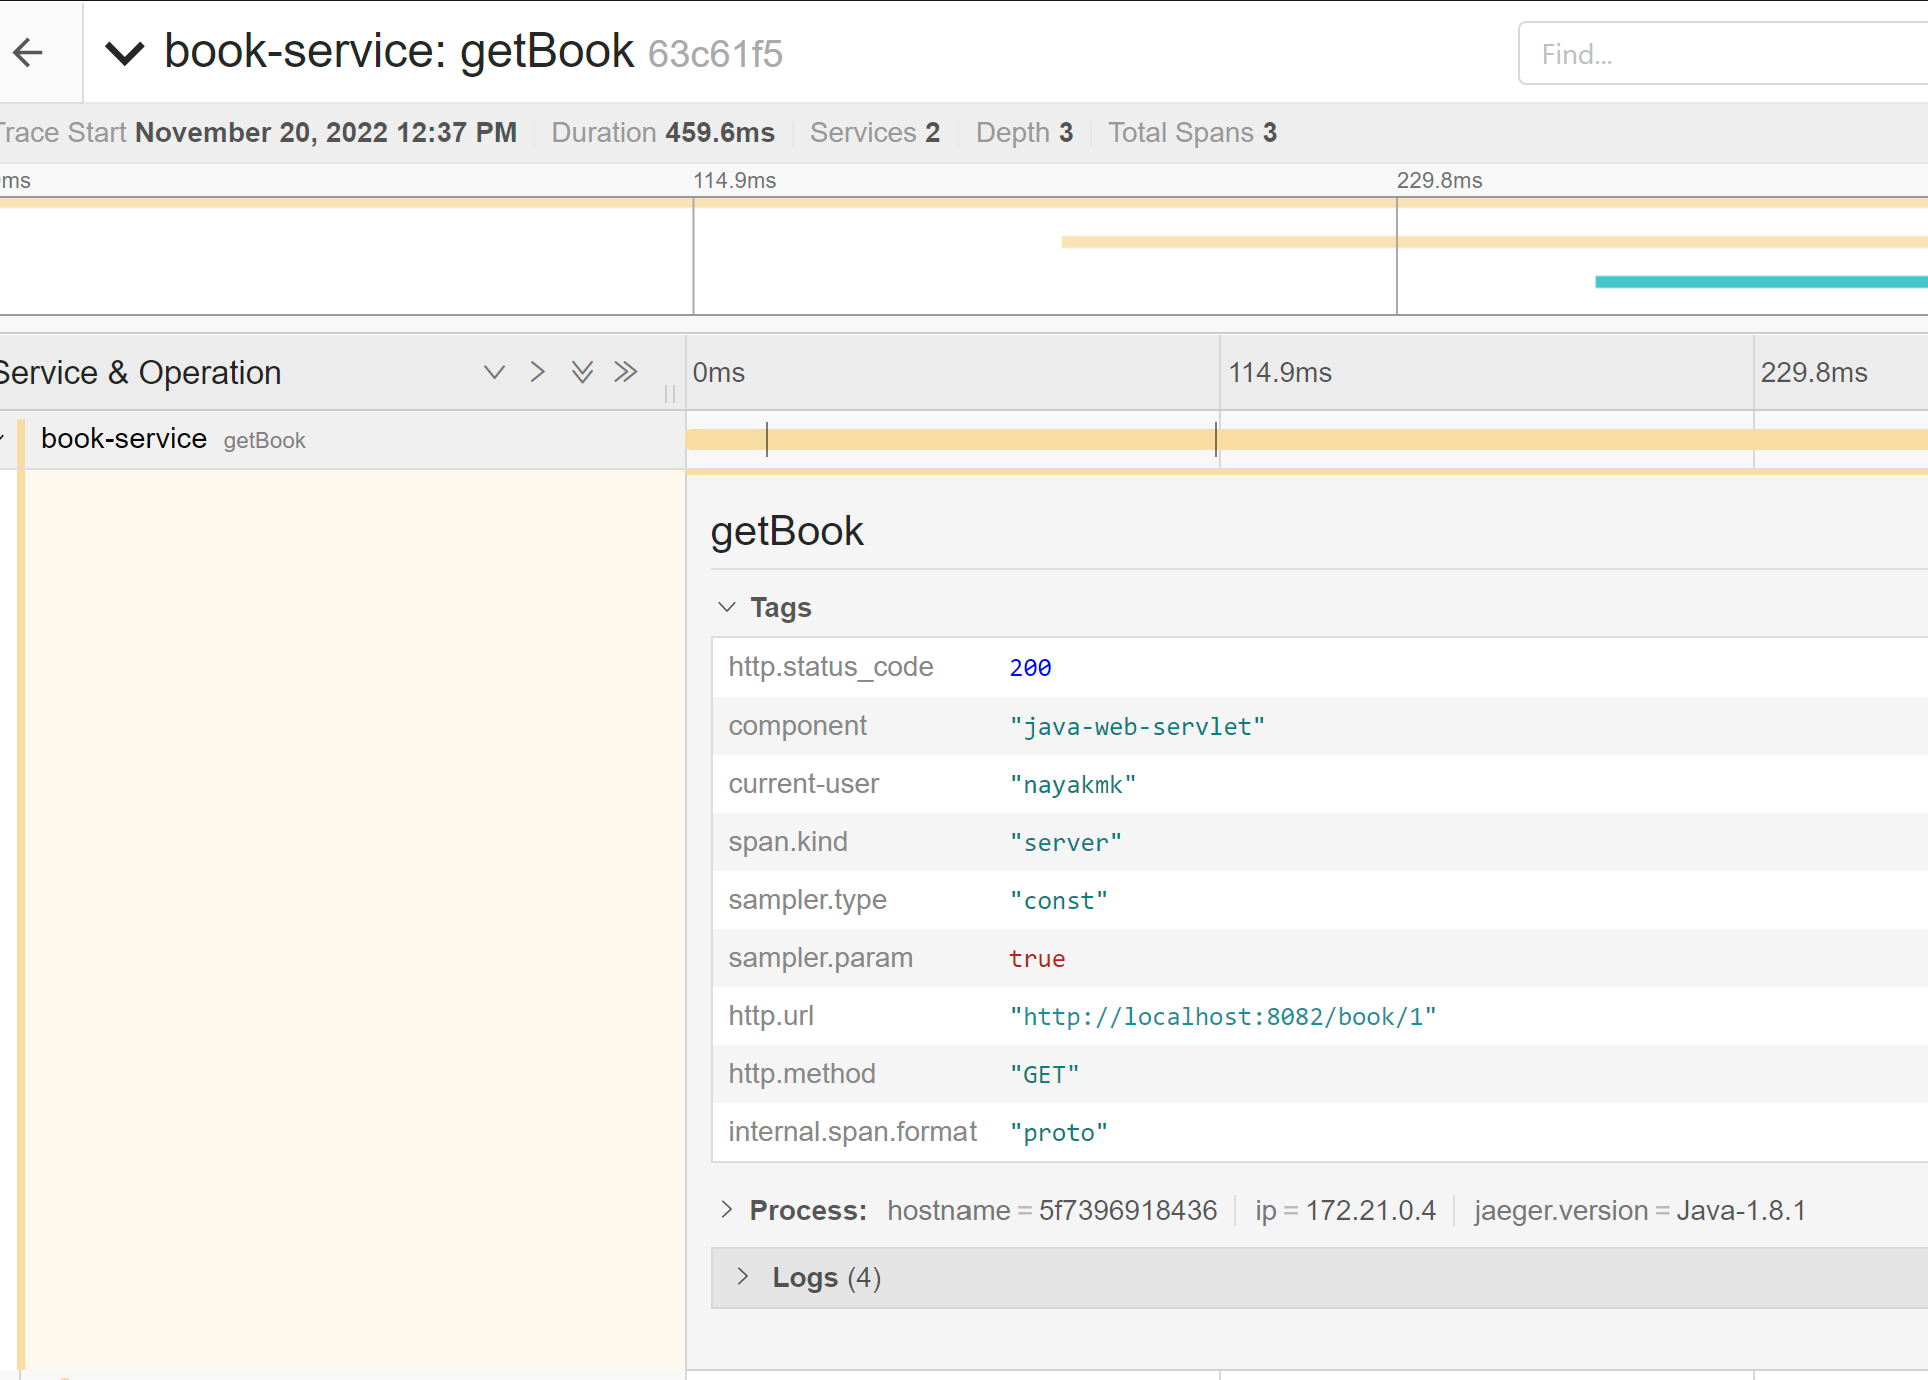 book-service: getBook 63c61f5
Find...
Trace Start November 20, 2022 12:37 PM Duration 459.6ms Services 2 Depth 3 Total Spans 3
ms 114.9ms 229.8ms
Service & Operation 0ms 114.9ms 229.8ms
book-service getBook
getBook
Tags
http.status_code 200
component "java-web-servlet"
current-user "nayakmk"
span.kind "server"
sampler.type "const"
sampler.param true
http.url "http://localhost:8082/book/1"
http.method "GET"
internal.span.format "proto"
Process: hostname = 5f7396918436 ip = 172.21.0.4 jaeger.version = Java-1.8.1
Logs (4)